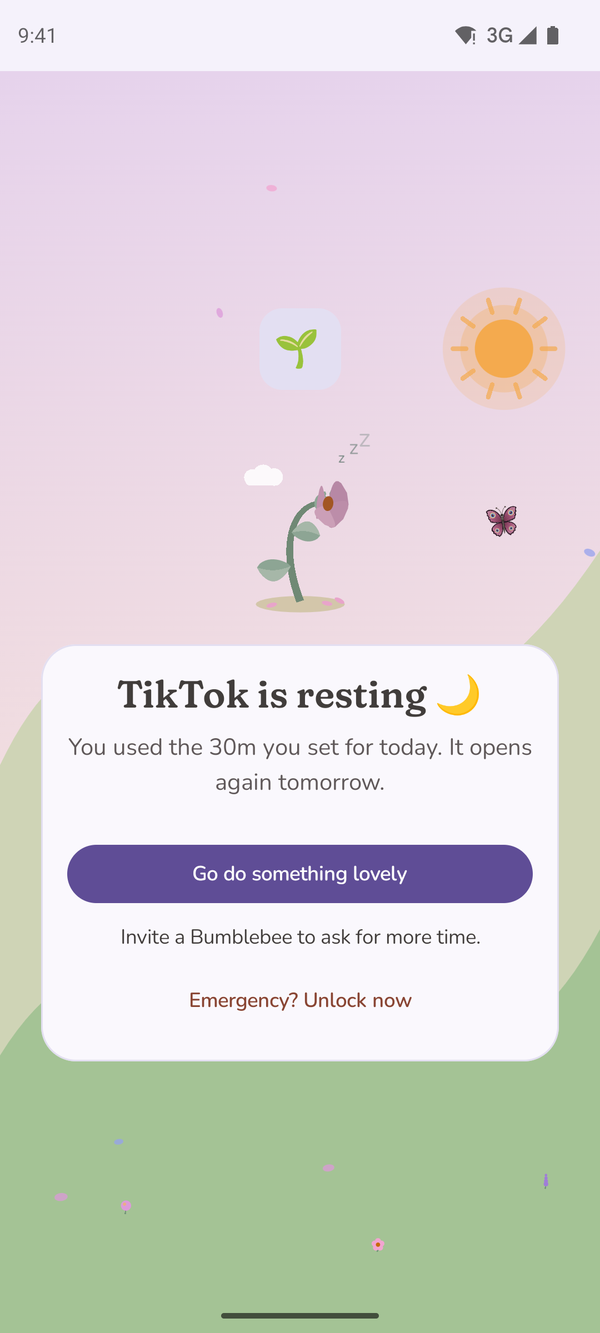 9:41
3G
z z Z
TikTok is resting 🌙
You used the 30m you set for today. It opens
again tomorrow.
Go do something lovely
Invite a Bumblebee to ask for more time.
Emergency? Unlock now